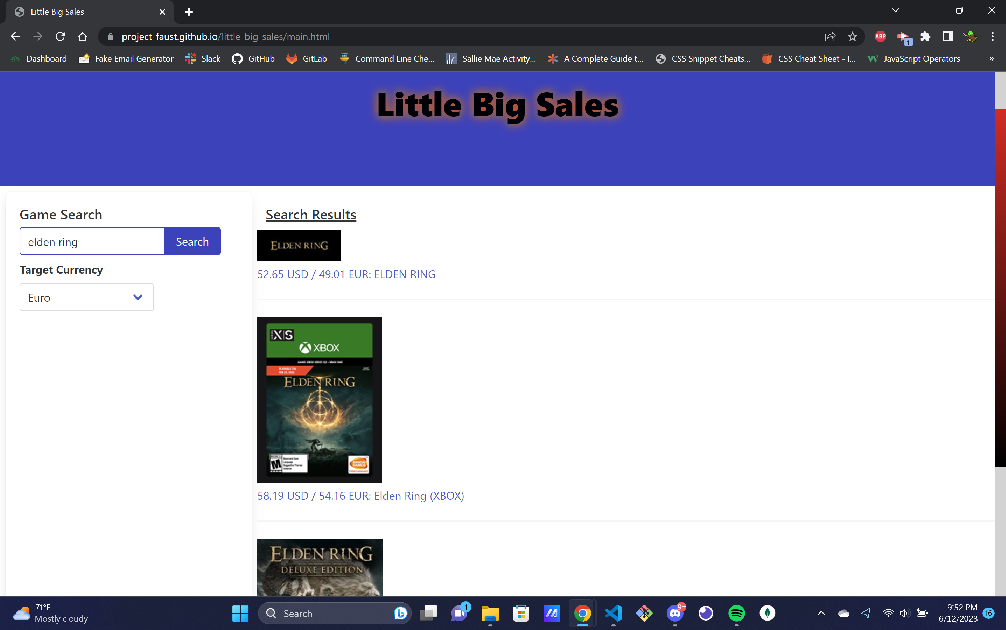 Little Big Sales
project-faust.github.io/little-big-sales/main.html
Dashboard Fake Email Generator Slack GitHub GitLab Command Line Che... Sallie Mae Activity... A Complete Guide t... CSS Snippet Cheats... CSS Cheat Sheet - I... JavaScript Operators »
Little Big Sales
Game Search
elden ring Search
Target Currency
Euro
Search Results
ELDEN RING
52.65 USD / 49.01 EUR: ELDEN RING
X|S
XBOX
ELDEN RING
58.19 USD / 54.16 EUR: Elden Ring (XBOX)
ELDEN RING
DELUXE EDITION
71°F
Mostly cloudy
Search
9:52 PM
6/12/2023